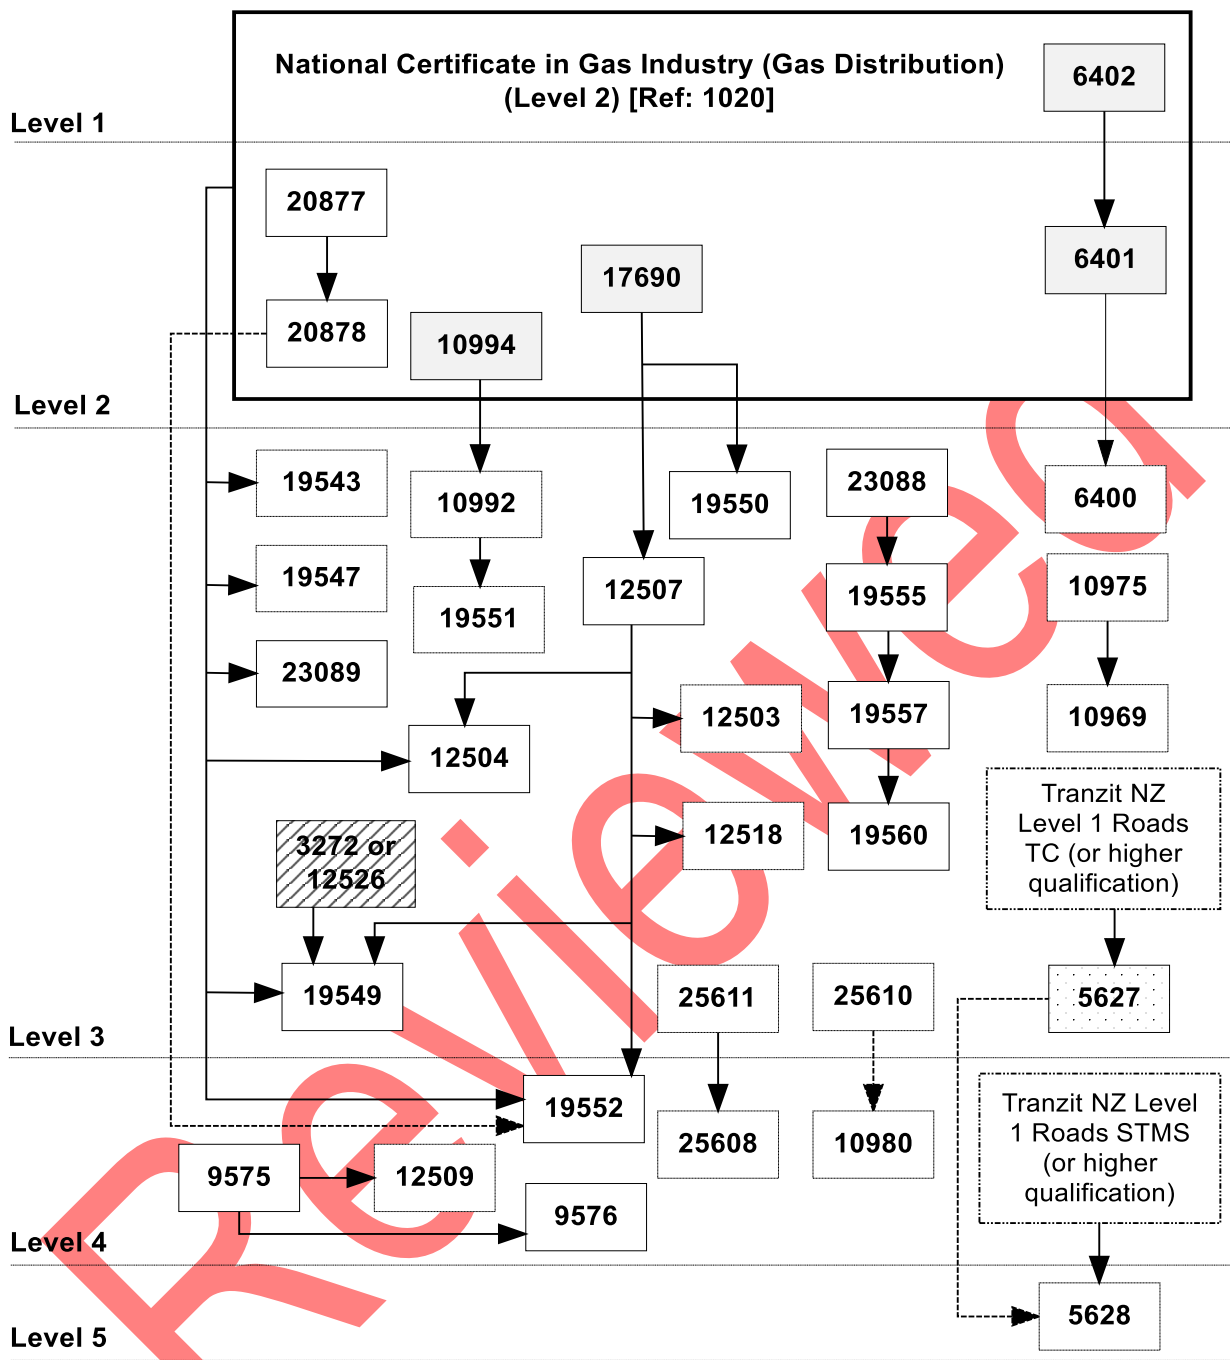 National Certificate in Gas Industry (Gas Distribution)
(Level 2) [Ref: 1020]
6402
Level 1
20877
6401
17690
20878
10994
Level 2
19543
10992
19550
23088
6400
19547
19551
12507
19555
10975
23089
12504
12503
19557
10969
3272 or
12526
12518
19560
Tranzit NZ
Level 1 Roads
TC (or higher
qualification)
19549
25611
25610
5627
Level 3
19552
25608
10980
Tranzit NZ Level
1 Roads STMS
(or higher
qualification)
9575
12509
9576
Level 4
5628
Level 5
Reviewed